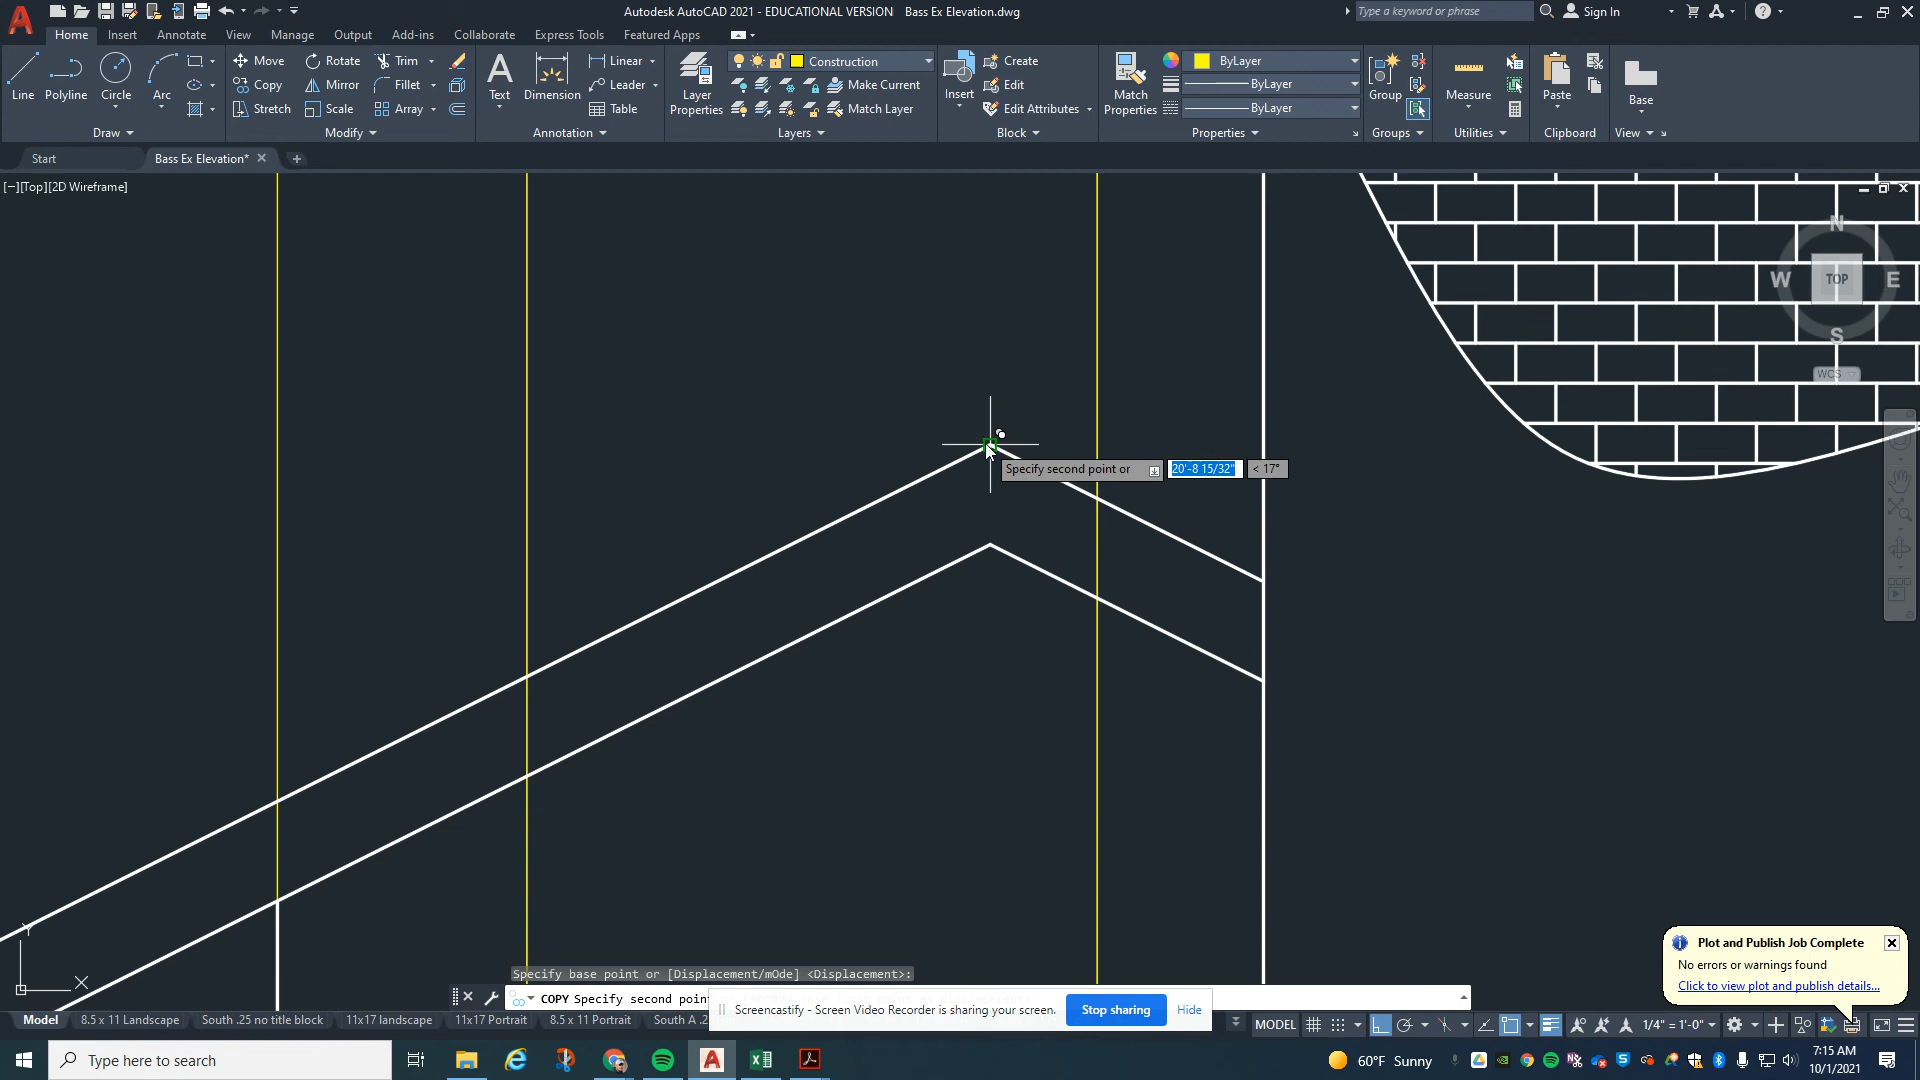 Autodesk AutoCAD 2021 - EDUCATIONAL VERSION    Bass Ex Elevation.dwg
Type a keyword or phrase
Sign In
Home Insert Annotate View Manage Output Add-ins Collaborate Express Tools Featured Apps
Line Polyline Circle Arc
Move Rotate Trim
Copy Mirror Fillet
Stretch Scale Array
Text Dimension
Linear
Leader
Table
Layer Properties
Construction
Make Current
Match Layer
Insert
Create
Edit
Edit Attributes
Match Properties
ByLayer
ByLayer
ByLayer
Group
Measure
Paste
Base
Draw Modify Annotation Layers Block Properties Groups Utilities Clipboard View
Start Bass Ex Elevation*
[−][Top][2D Wireframe]
N
W TOP E
S
WCS
Specify second point or 20'-8 15/32" < 17°
Y
X
Specify base point or [Displacement/mOde] <Displacement>:
COPY Specify second point
Screencastify - Screen Video Recorder is sharing your screen. Stop sharing Hide
Plot and Publish Job Complete
No errors or warnings found
Click to view plot and publish details...
Model 8.5 x 11 Landscape South .25 no title block 11x17 landscape 11x17 Portrait 8.5 x 11 Portrait South A .2
MODEL 1/4" = 1'-0"
Type here to search
60°F Sunny
7:15 AM
10/1/2021